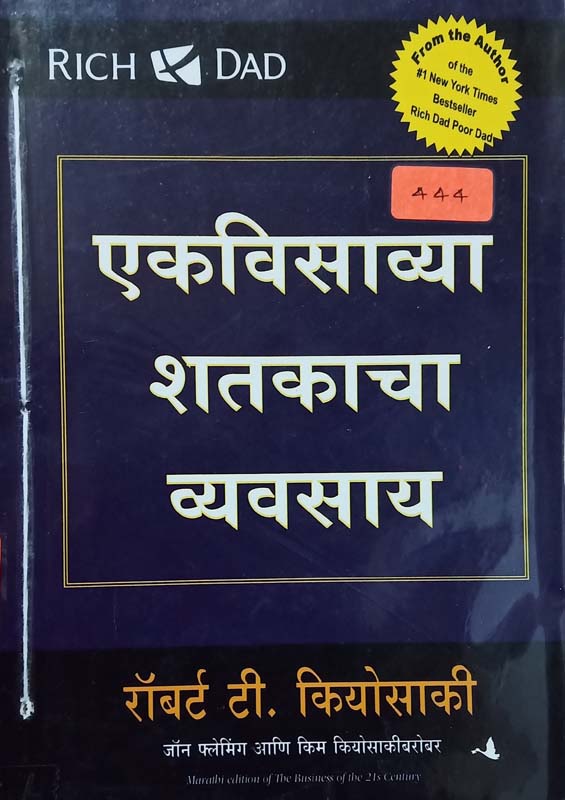 RICH DAD
From the Author
of the
#1 New York Times
Bestseller
Rich Dad Poor Dad
444
एकविसाव्या
शतकाचा
व्यवसाय
रॉबर्ट टी. कियोसाकी
जॉन फ्लेमिंग आणि किम कियोसाकीबरोबर
Marathi edition of The Business of the 21s Century